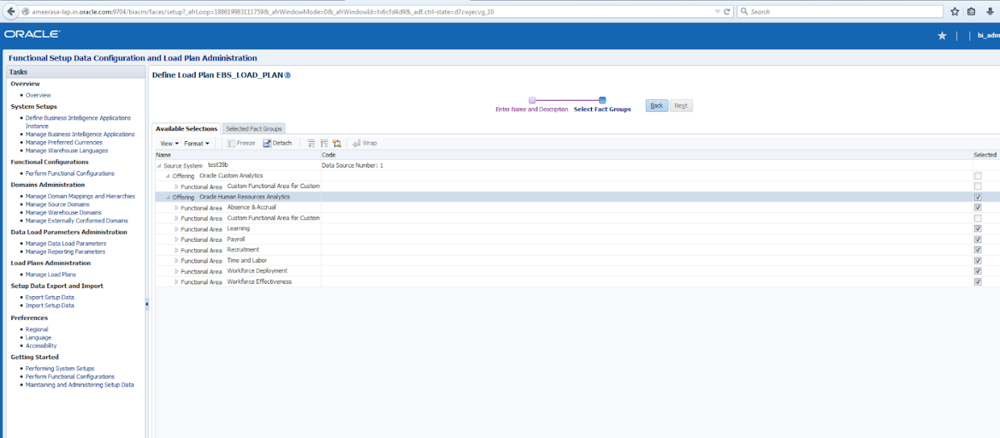 ameerasa-lap.in.oracle.com:9704/biacm/faces/setup?_afrLoop=188619983111759&_afrWindowMode=0&_afrWindowId=tv6cfd4d9&_adf.ctrl-state=d7cwjecvg_10
Search
ORACLE
bi_adm
Functional Setup Data Configuration and Load Plan Administration
Tasks
Overview
Overview
System Setups
Define Business Intelligence Applications
Instance
Manage Business Intelligence Applications
Manage Preferred Currencies
Manage Warehouse Languages
Functional Configurations
Perform Functional Configurations
Domains Administration
Manage Domain Mappings and Hierarchies
Manage Source Domains
Manage Warehouse Domains
Manage Externally Conformed Domains
Data Load Parameters Administration
Manage Data Load Parameters
Manage Reporting Parameters
Load Plans Administration
Manage Load Plans
Setup Data Export and Import
Export Setup Data
Import Setup Data
Preferences
Regional
Language
Accessibility
Getting Started
Performing System Setups
Perform Functional Configurations
Maintaining and Administering Setup Data
Define Load Plan EBS_LOAD_PLAN
Enter Name and Description Select Fact Groups
Back Next
Available Selections Selected Fact Groups
View Format Freeze Detach Wrap
Name Code Selected
Source System test39b Data Source Number: 1
Offering Oracle Custom Analytics
Functional Area Custom Functional Area for Custom
Offering Oracle Human Resources Analytics
Functional Area Absence & Accrual
Functional Area Custom Functional Area for Custom
Functional Area Learning
Functional Area Payroll
Functional Area Recruitment
Functional Area Time and Labor
Functional Area Workforce Deployment
Functional Area Workforce Effectiveness